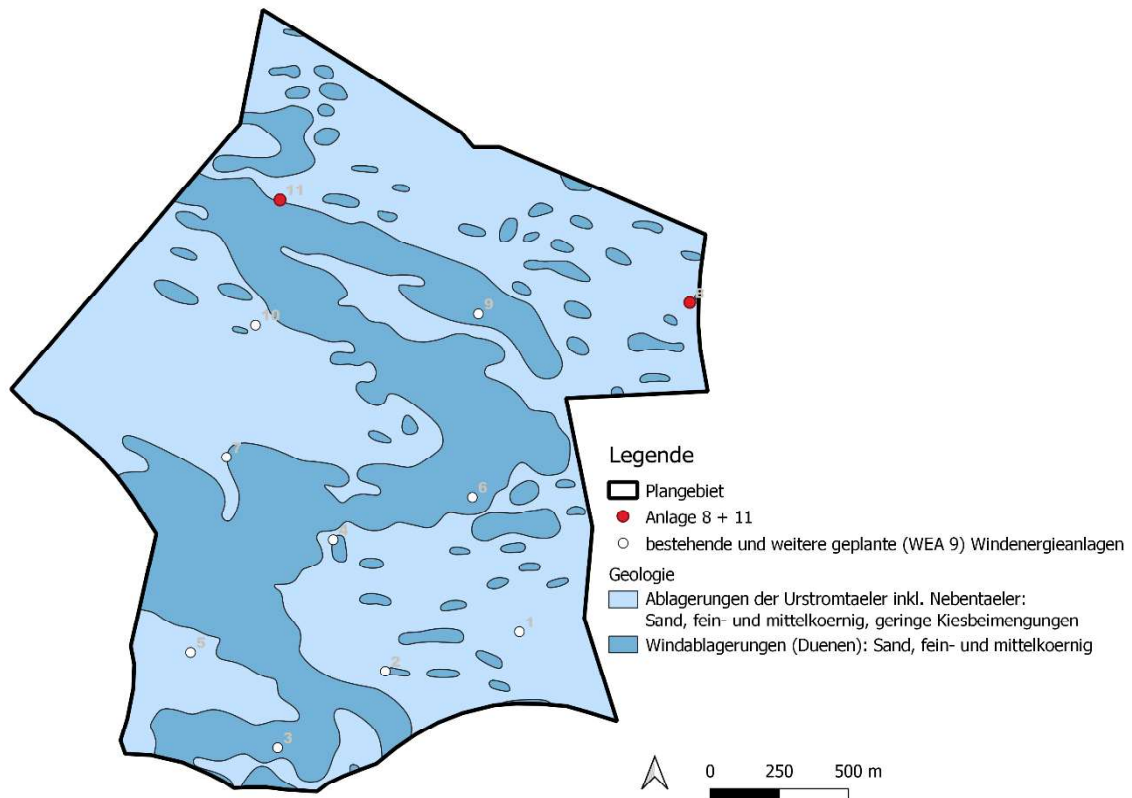 11
8
9
10
7
6
4
1
5
2
3
Legende
Plangebiet
Anlage 8 + 11
bestehende und weitere geplante (WEA 9) Windenergieanlagen
Geologie
Ablagerungen der Urstromtaeler inkl. Nebentaeler:
Sand, fein- und mittelkoernig, geringe Kiesbeimengungen
Windablagerungen (Duenen): Sand, fein- und mittelkoernig
0 250 500 m